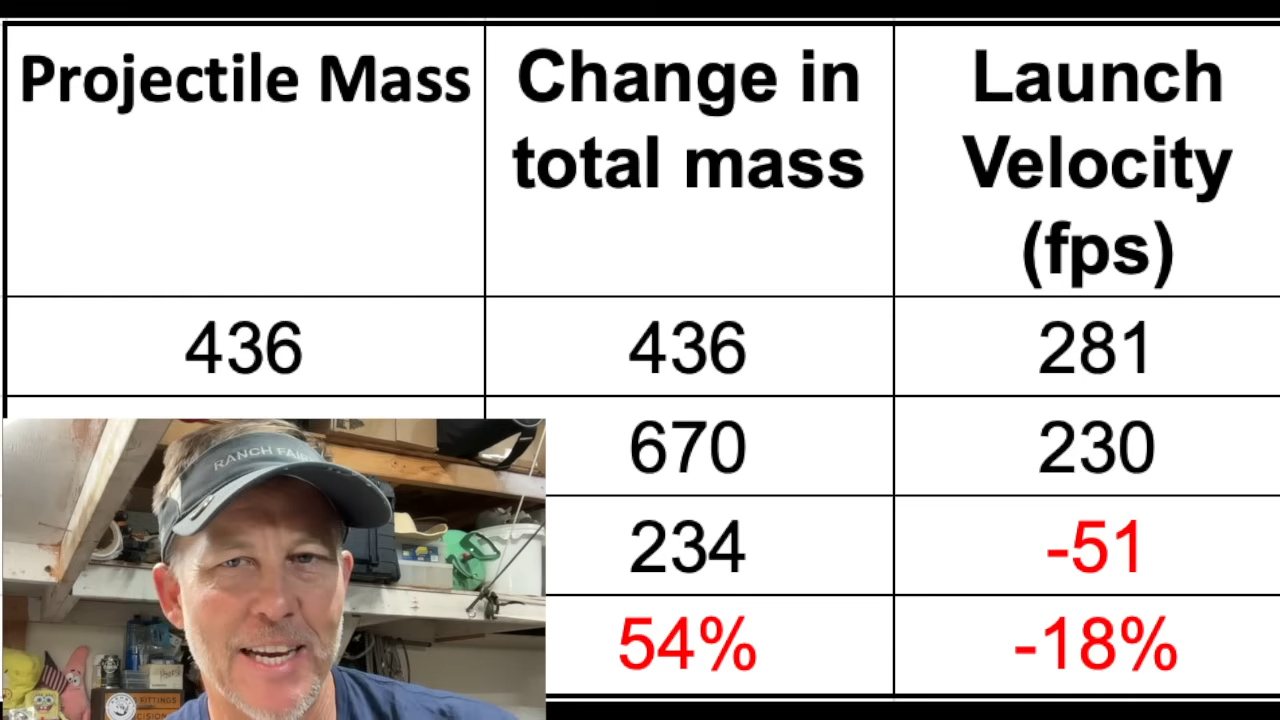 Projectile Mass
Change in
total mass
Launch
Velocity
(fps)
436
436
281
670
230
234
-51
54%
-18%
RANCH
FITTINGS